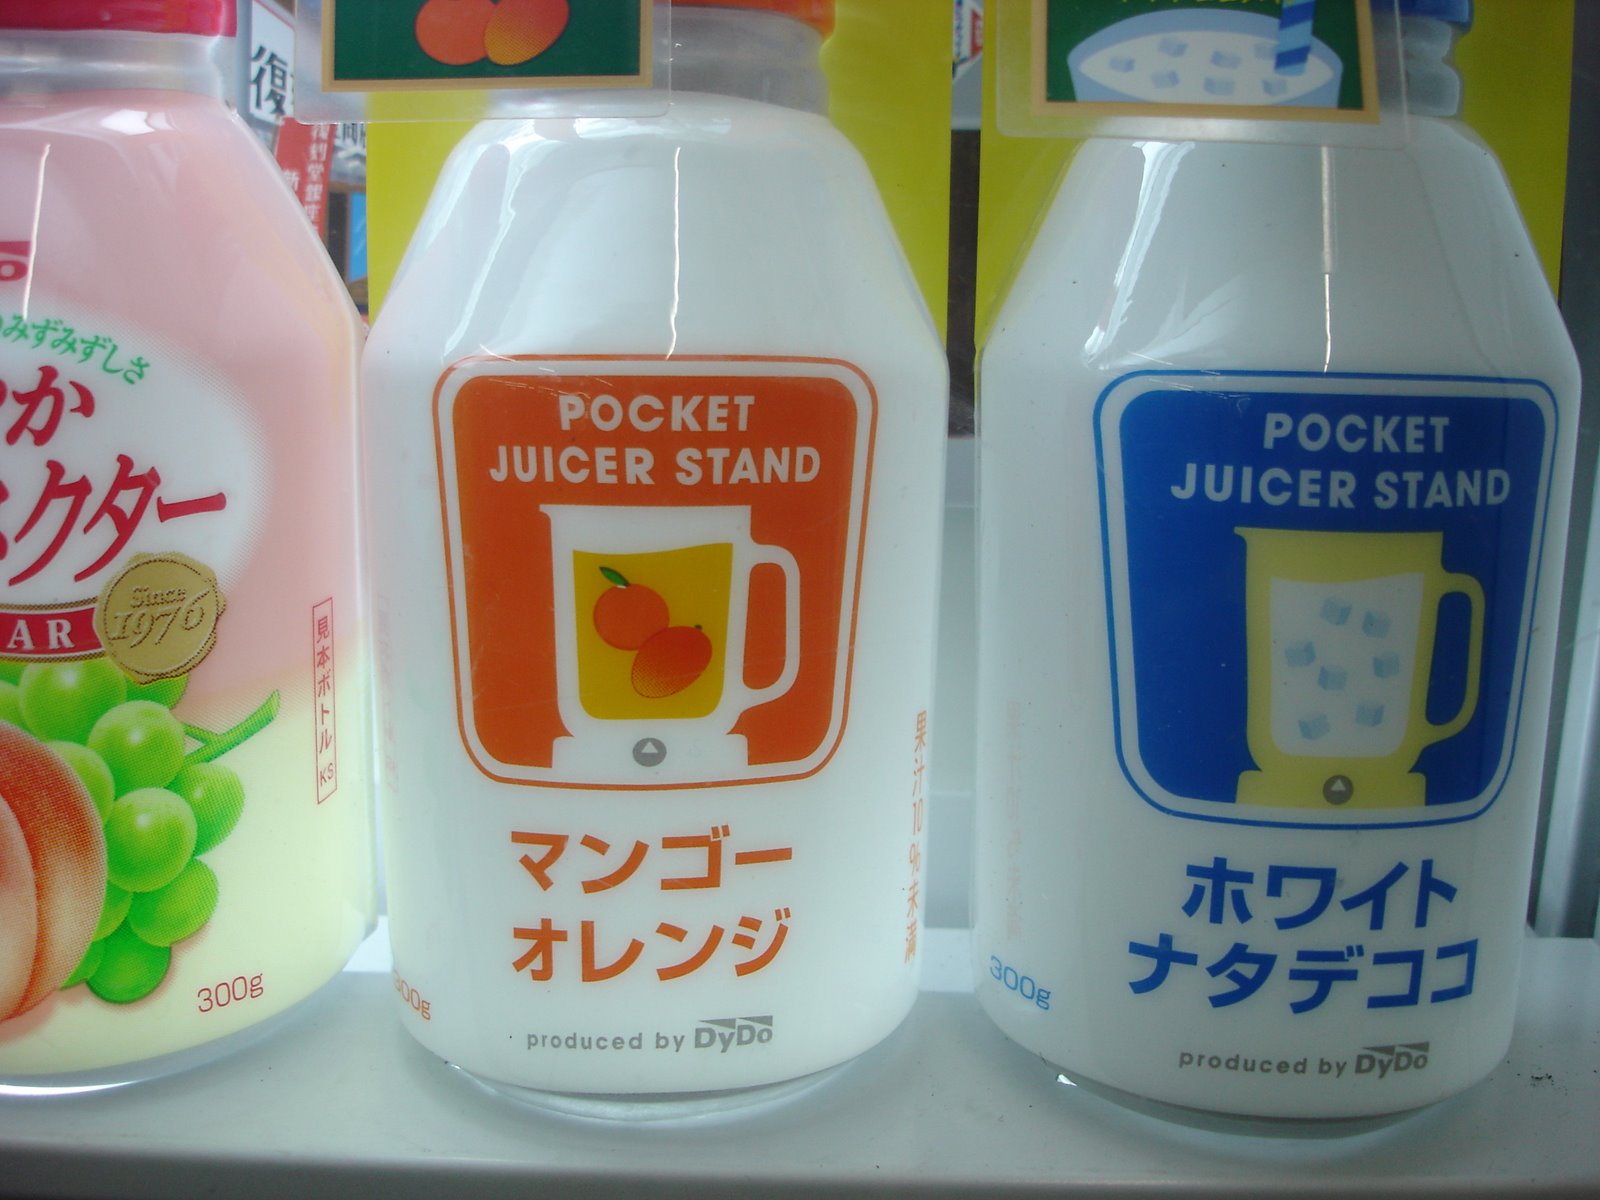 みずみずしさ
か
クター
AR
Since
1976
見本ボトル KS
300g
POCKET
JUICER STAND
マンゴー
オレンジ
果汁10%未満
300g
produced by DyDo
POCKET
JUICER STAND
ホワイト
ナタデココ
300g
produced by DyDo
復